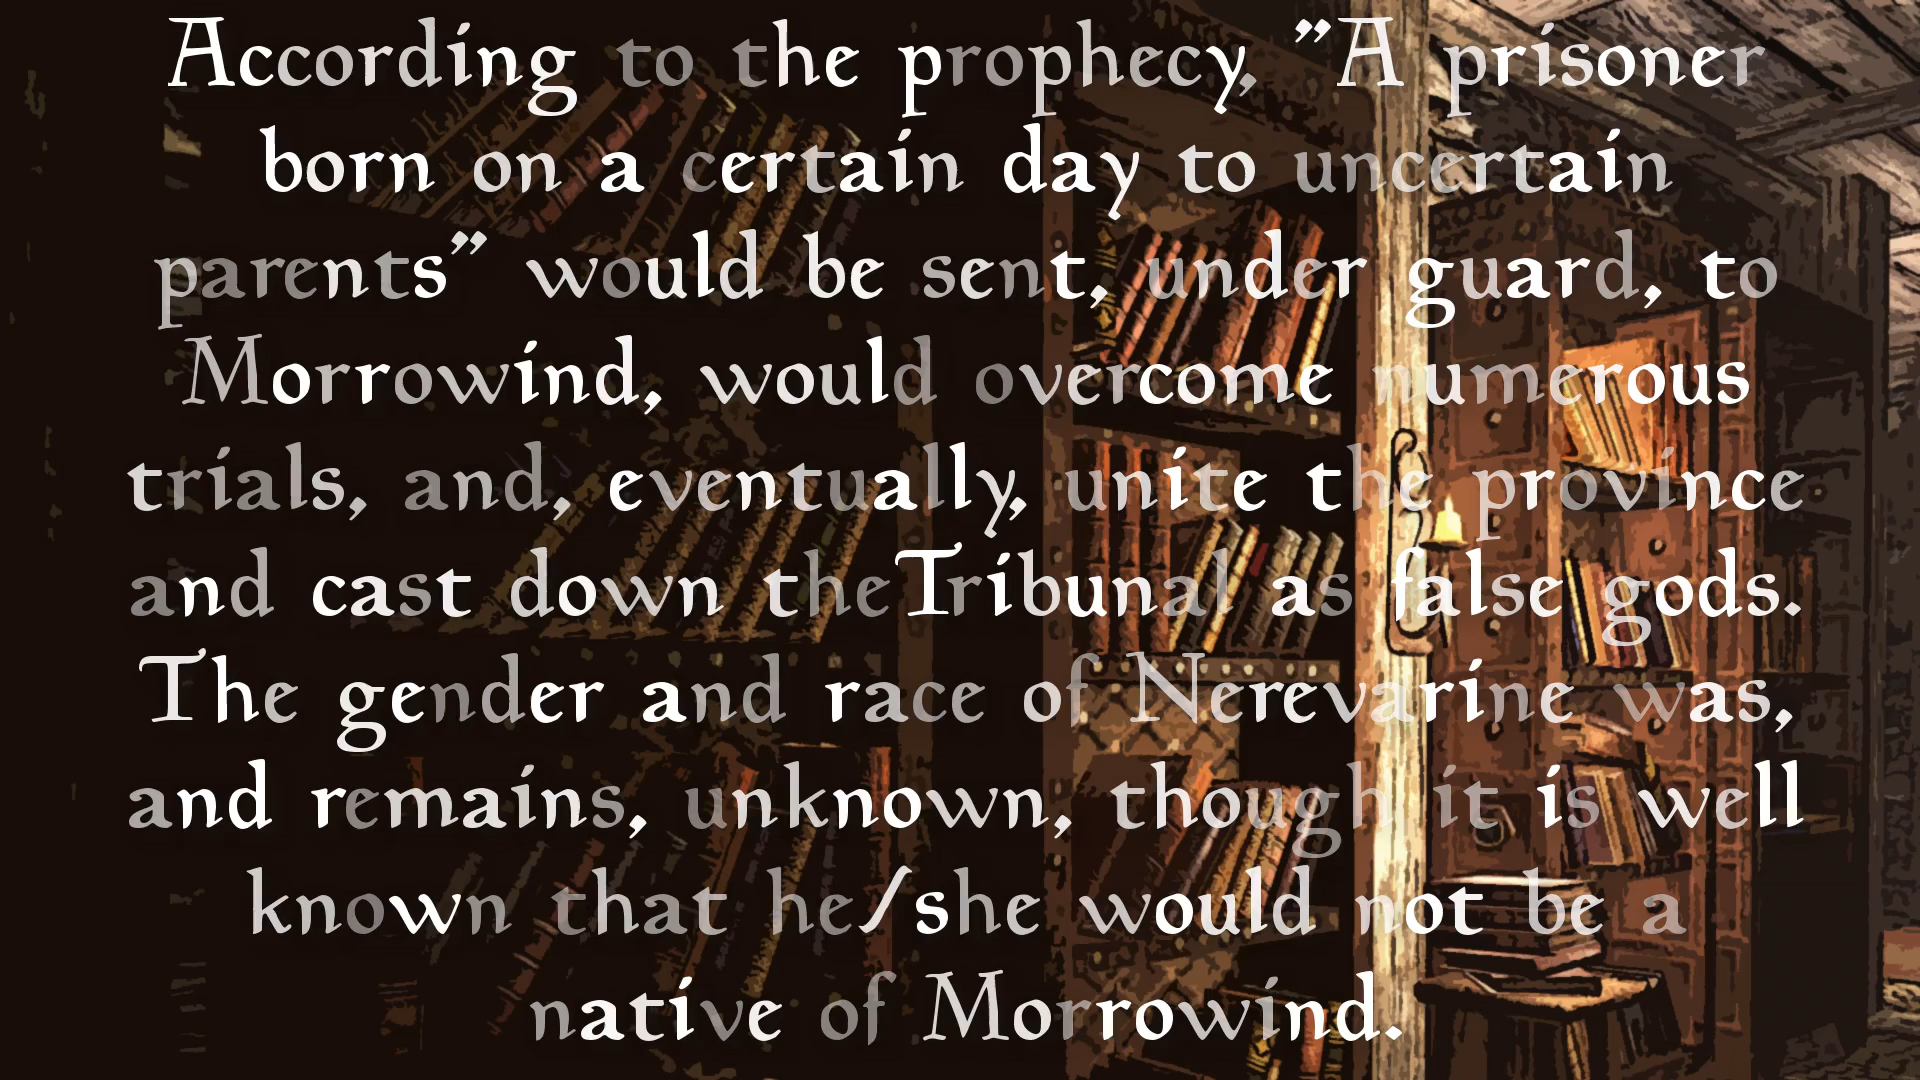 According to the prophecy, "A prisoner
born on a certain day to uncertain
parents" would be sent, under guard, to
Morrowind, would overcome numerous
trials, and, eventually, unite the province
and cast down the Tribunal as false gods.
The gender and race of Nerevarine was,
and remains, unknown, though it is well
known that he/she would not be a
native of Morrowind.